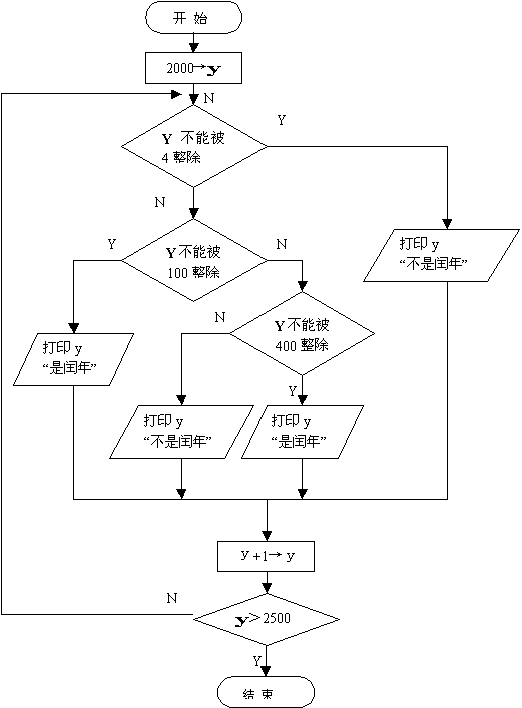 开 始
2000→y
N
Y 不能被
4 整除
Y
N
Y 不能被
100 整除
Y
N
打印 y
“不是闰年”
Y 不能被
400 整除
N
Y
打印 y
“是闰年”
打印 y
“不是闰年”
打印 y
“是闰年”
y + 1→ y
N
y＞2500
Y
结 束